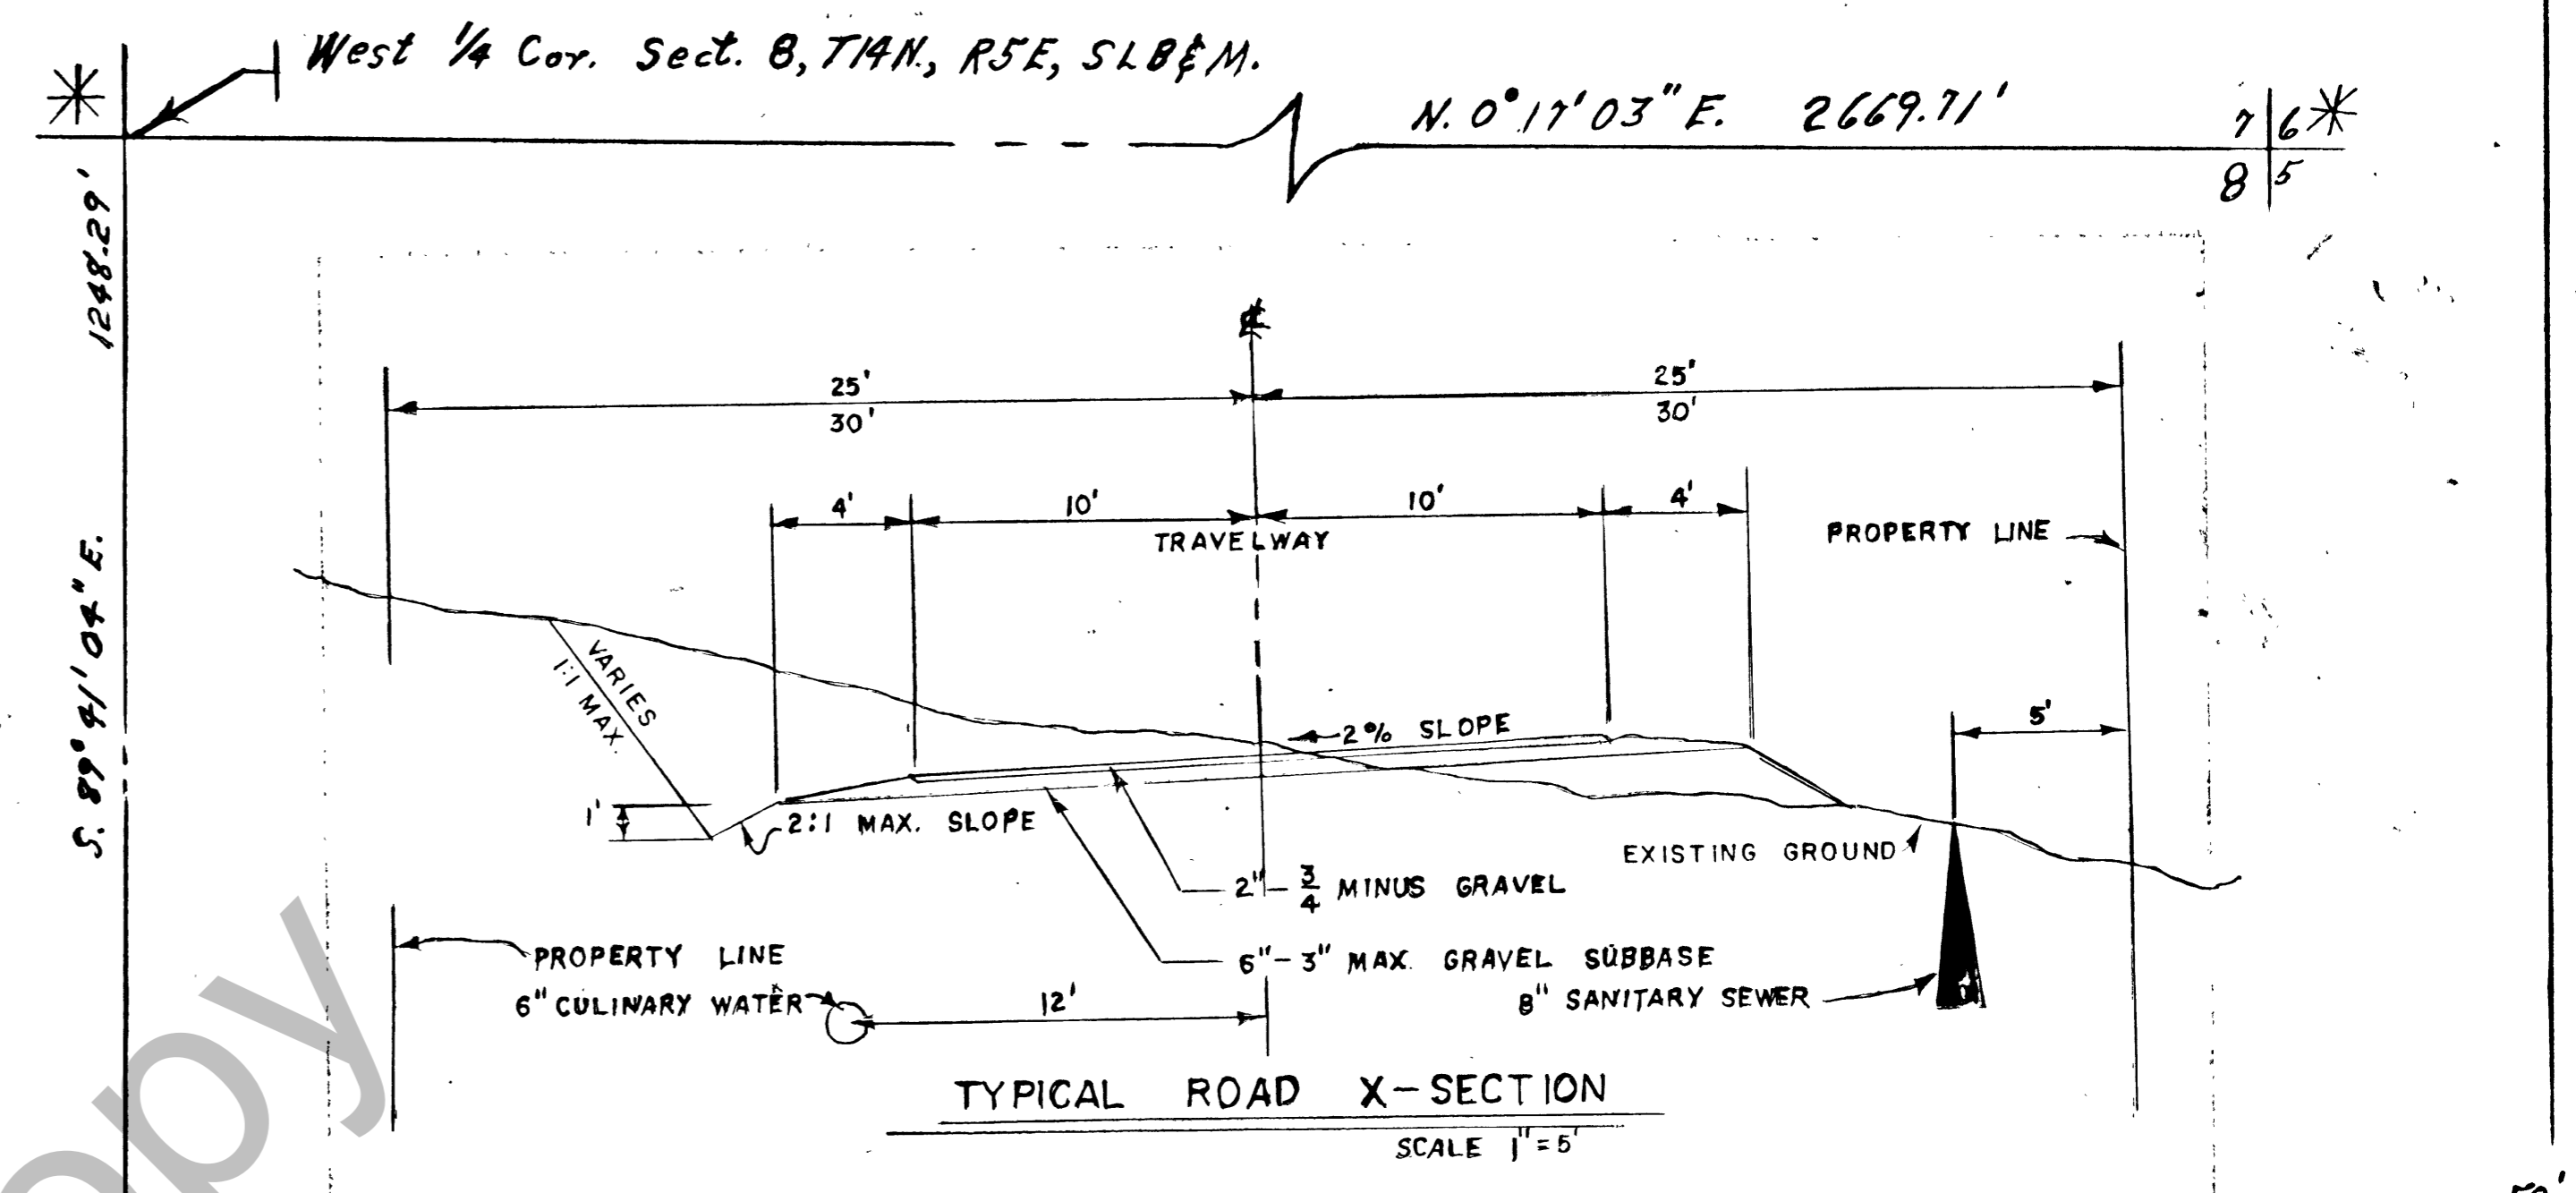 West 1/4 Cor. Sect. 8, T14N., R5E, SLB&M.
N. 0° 17' 03" E. 2669.71'
7 6
8 5
1248.29'
S. 89° 41' 04" E.
℄
25' 25'
30' 30'
4' 10' 10' 4'
TRAVELWAY
PROPERTY LINE
VARIES
1:1 MAX.
2% SLOPE
5'
1'
2:1 MAX. SLOPE
EXISTING GROUND
2" - 3/4 MINUS GRAVEL
PROPERTY LINE
6" - 3" MAX. GRAVEL SUBBASE
6" CULINARY WATER
12'
8" SANITARY SEWER
TYPICAL ROAD X-SECTION
SCALE 1" = 5'